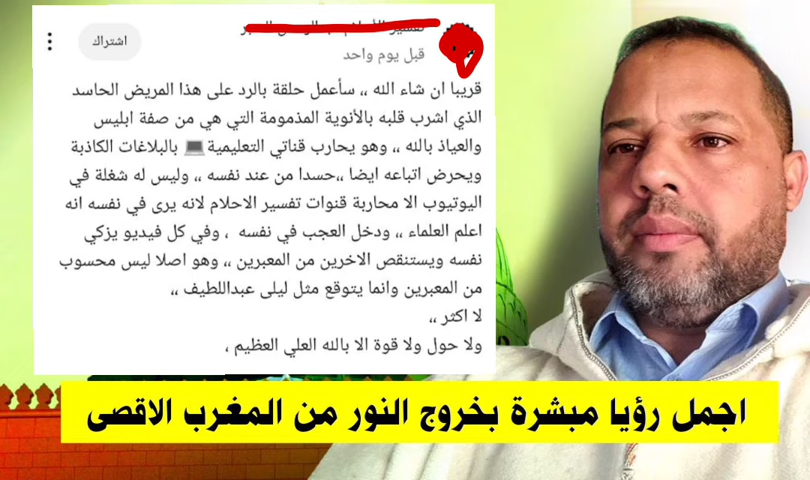 اشتراك
قبل يوم واحد
قريبا ان شاء الله ،، سأعمل حلقة بالرد على هذا المريض الحاسد
الذي اشرب قلبه بالأنوية المذمومة التي هي من صفة ابليس
والعياذ بالله ،، وهو يحارب قناتي التعليمية💻 بالبلاغات الكاذبة
ويحرض اتباعه ايضا ،،حسدا من عند نفسه ،، وليس له شغلة في
اليوتيوب الا محاربة قنوات تفسير الاحلام لانه يرى في نفسه انه
اعلم العلماء ،، ودخل العجب في نفسه ، وفي كل فيديو يزكي
نفسه ويستنقص الاخرين من المعبرين ،، وهو اصلا ليس محسوب
من المعبرين وانما يتوقع مثل ليلى عبداللطيف ،،
لا اكثر ،،
ولا حول ولا قوة الا بالله العلي العظيم ،
اجمل رؤيا مبشرة بخروج النور من المغرب الاقصى